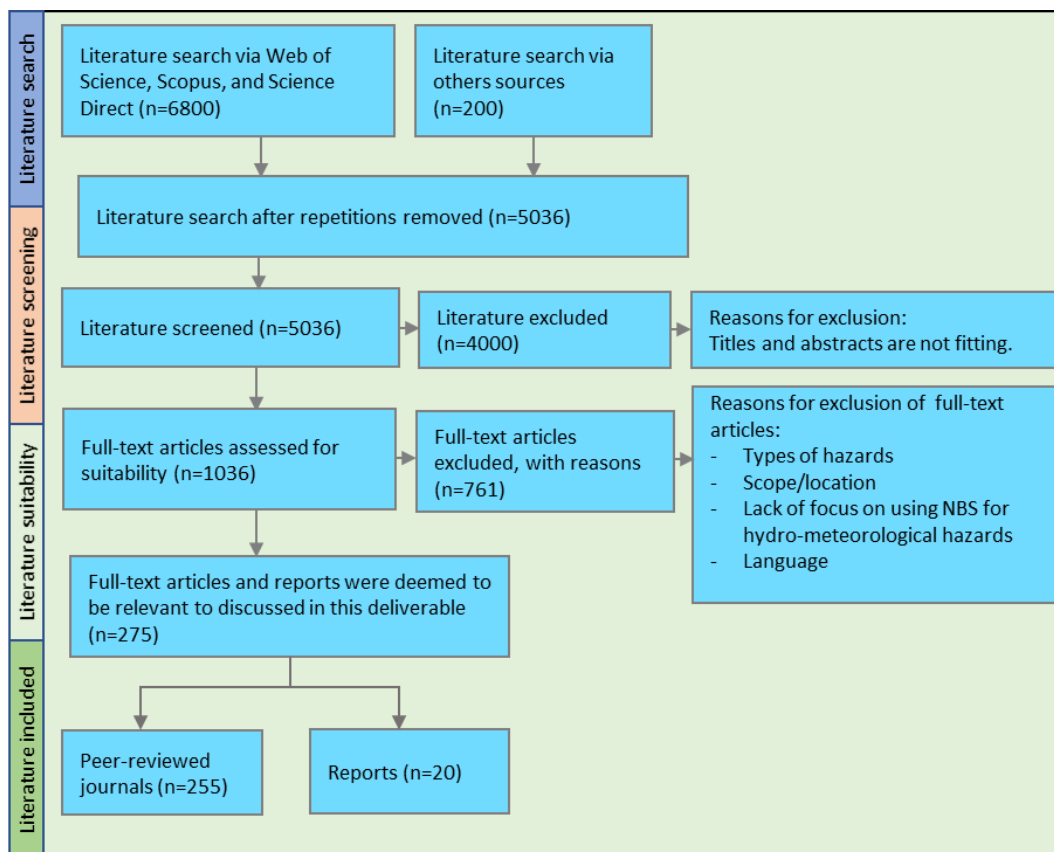 Literature search
Literature search via Web of
Science, Scopus, and Science
Direct (n=6800)
Literature search via
others sources
(n=200)
Literature search after repetitions removed (n=5036)
Literature screening
Literature screened (n=5036)
Literature excluded
(n=4000)
Reasons for exclusion:
Titles and abstracts are not fitting.
Literature suitability
Full-text articles assessed for
suitability (n=1036)
Full-text articles
excluded, with reasons
(n=761)
Reasons for exclusion of full-text
articles:
- Types of hazards
- Scope/location
- Lack of focus on using NBS for
hydro-meteorological hazards
- Language
Full-text articles and reports were deemed to
be relevant to discussed in this deliverable
(n=275)
Literature included
Peer-reviewed
journals (n=255)
Reports (n=20)